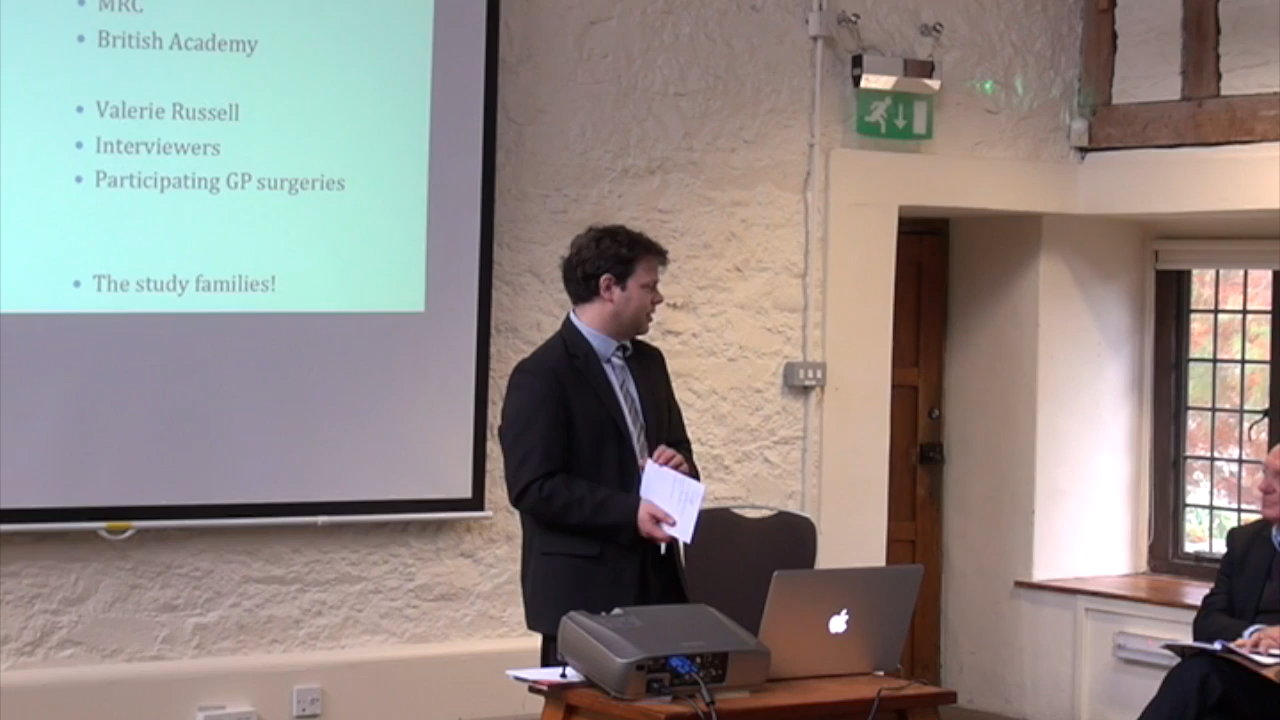 MRC
British Academy
Valerie Russell
Interviewers
Participating GP surgeries
The study families!